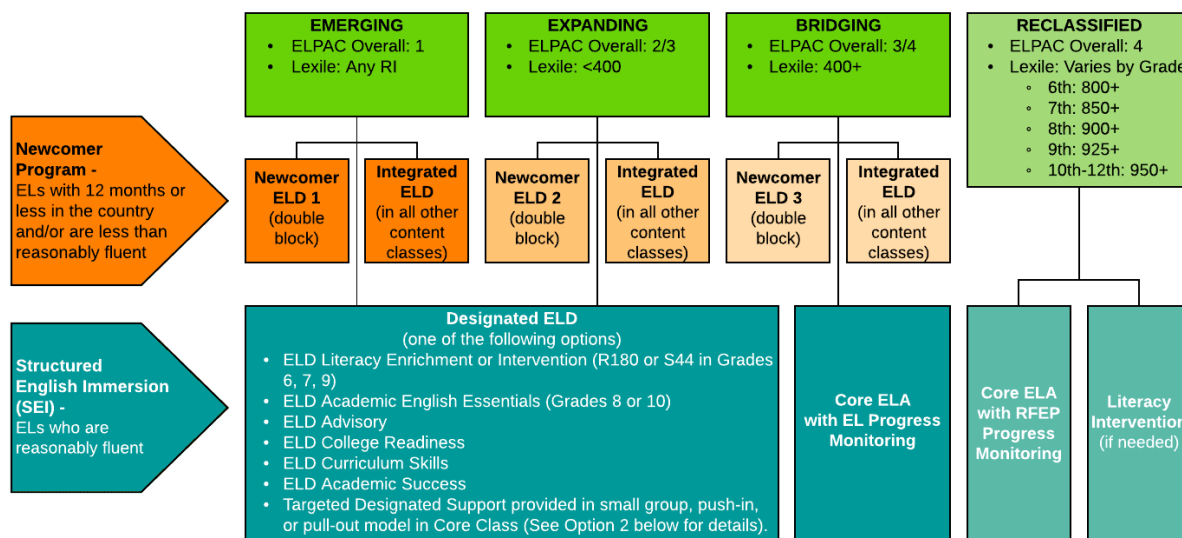 EMERGING
• ELPAC Overall: 1
• Lexile: Any RI
EXPANDING
• ELPAC Overall: 2/3
• Lexile: <400
BRIDGING
• ELPAC Overall: 3/4
• Lexile: 400+
RECLASSIFIED
• ELPAC Overall: 4
• Lexile: Varies by Grade
◦ 6th: 800+
◦ 7th: 850+
◦ 8th: 900+
◦ 9th: 925+
◦ 10th-12th: 950+
Newcomer
Program -
ELs with 12 months or
less in the country
and/or are less than
reasonably fluent
Newcomer
ELD 1
(double
block)
Integrated
ELD
(in all other
content
classes)
Newcomer
ELD 2
(double
block)
Integrated
ELD
(in all other
content
classes)
Newcomer
ELD 3
(double
block)
Integrated
ELD
(in all other
content
classes)
Structured
English Immersion
(SEI) -
ELs who are
reasonably fluent
Designated ELD
(one of the following options)
• ELD Literacy Enrichment or Intervention (R180 or S44 in Grades
6, 7, 9)
• ELD Academic English Essentials (Grades 8 or 10)
• ELD Advisory
• ELD College Readiness
• ELD Curriculum Skills
• ELD Academic Success
• Targeted Designated Support provided in small group, push-in,
or pull-out model in Core Class (See Option 2 below for details).
Core ELA
with EL Progress
Monitoring
Core ELA
with RFEP
Progress
Monitoring
Literacy
Intervention
(if needed)